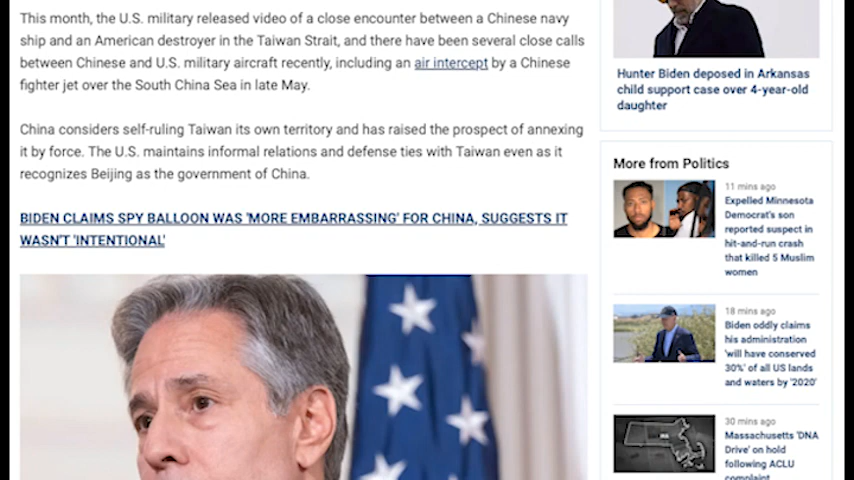 This month, the U.S. military released video of a close encounter between a Chinese navy
ship and an American destroyer in the Taiwan Strait, and there have been several close calls
between Chinese and U.S. military aircraft recently, including an air intercept by a Chinese
fighter jet over the South China Sea in late May.
China considers self-ruling Taiwan its own territory and has raised the prospect of annexing
it by force. The U.S. maintains informal relations and defense ties with Taiwan even as it
recognizes Beijing as the government of China.
BIDEN CLAIMS SPY BALLOON WAS 'MORE EMBARRASSING' FOR CHINA, SUGGESTS IT
WASN'T 'INTENTIONAL'
Hunter Biden deposed in Arkansas
child support case over 4-year-old
daughter
More from Politics
11 mins ago
Expelled Minnesota
Democrat's son
reported suspect in
hit-and-run crash
that killed 5 Muslim
women
18 mins ago
Biden oddly claims
his administration
'will have conserved
30%' of all US lands
and waters by '2020'
30 mins ago
Massachusetts 'DNA
Drive' on hold
following ACLU
complaint